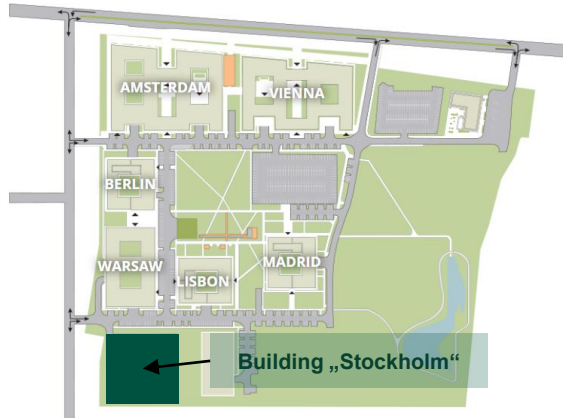 AMSTERDAM
VIENNA
BERLIN
WARSAW
LISBON
MADRID
Building „Stockholm“